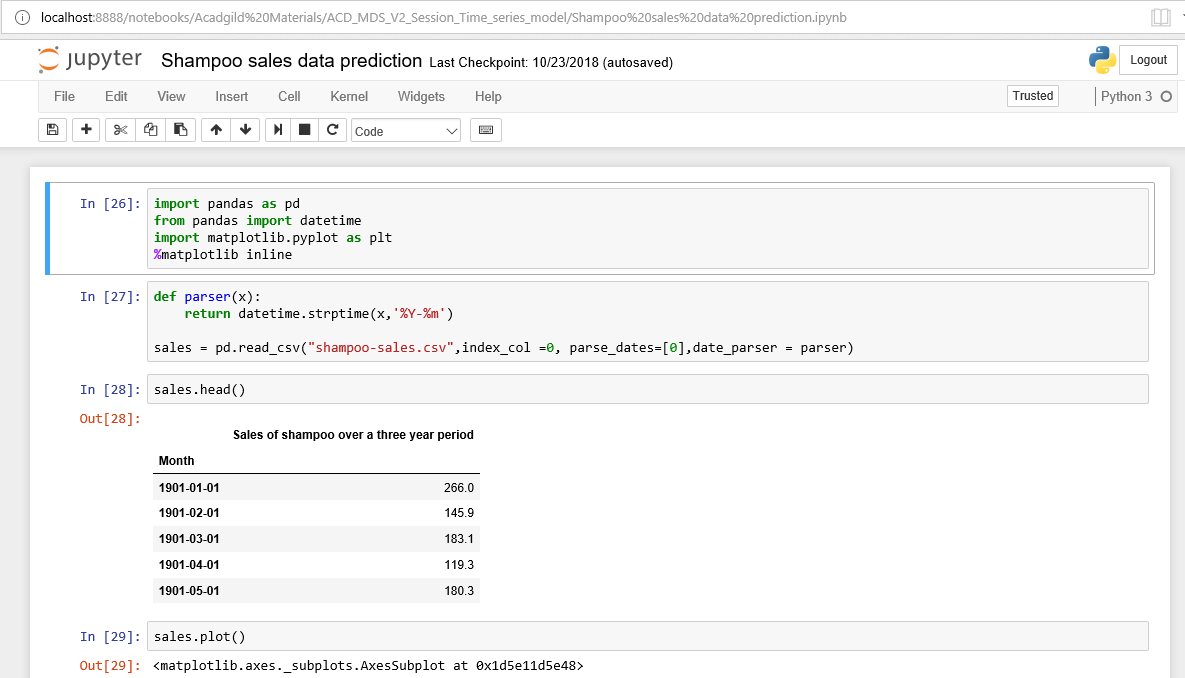 localhost:8888/notebooks/Acadgild%20Materials/ACD_MDS_V2_Session_Time_series_model/Shampoo%20sales%20data%20prediction.ipynb
jupyter Shampoo sales data prediction Last Checkpoint: 10/23/2018 (autosaved) Logout
File Edit View Insert Cell Kernel Widgets Help Trusted Python 3
Code
In [26]: import pandas as pd
from pandas import datetime
import matplotlib.pyplot as plt
%matplotlib inline
In [27]: def parser(x):
    return datetime.strptime(x,'%Y-%m')
sales = pd.read_csv("shampoo-sales.csv",index_col =0, parse_dates=[0],date_parser = parser)
In [28]: sales.head()
Out[28]:
Sales of shampoo over a three year period
Month
1901-01-01 266.0
1901-02-01 145.9
1901-03-01 183.1
1901-04-01 119.3
1901-05-01 180.3
In [29]: sales.plot()
Out[29]: <matplotlib.axes._subplots.AxesSubplot at 0x1d5e11d5e48>